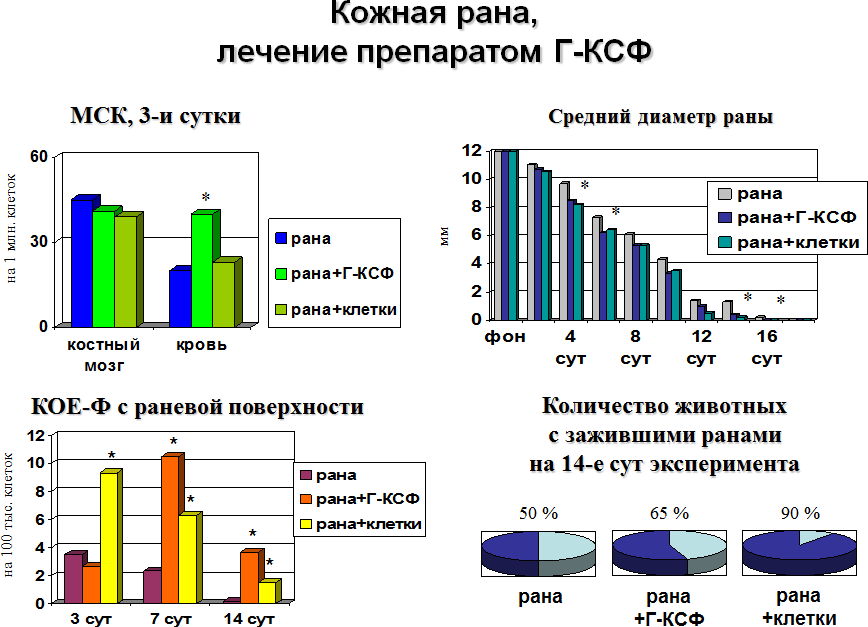 Кожная рана,
лечение препаратом Г-КСФ
МСК, 3-и сутки
на 1 млн. клеток
60
30
0
костный
мозг
кровь
*
рана
рана+Г-КСФ
рана+клетки
Средний диаметр раны
мм
12
10
8
6
4
2
0
фон
4
сут
8
сут
12
сут
16
сут
*
*
*
*
рана
рана+Г-КСФ
рана+клетки
КОЕ-Ф с раневой поверхности
на 100 тыс. клеток
12
10
8
6
4
2
0
3 сут
7 сут
14 сут
*
*
*
*
*
рана
рана+Г-КСФ
рана+клетки
Количество животных
с зажившими ранами
на 14-е сут эксперимента
50 %
65 %
90 %
рана
рана
+Г-КСФ
рана
+клетки